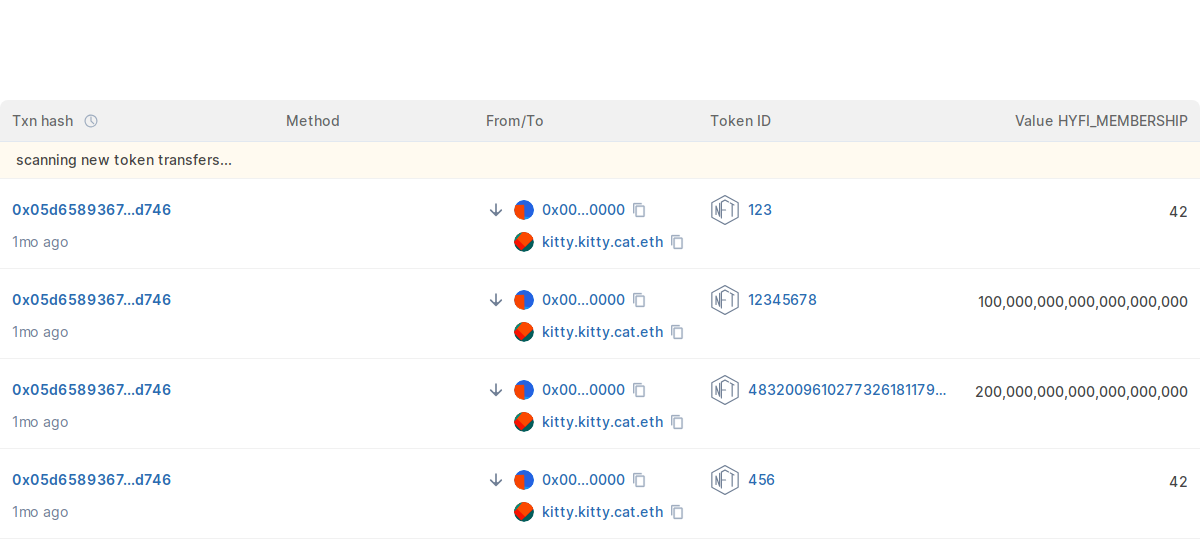 Txn hash Method From/To Token ID Value HYFI_MEMBERSHIP
scanning new token transfers...
0x05d6589367...d746 0x00...0000 NFT 123 42
1mo ago kitty.kitty.cat.eth
0x05d6589367...d746 0x00...0000 NFT 12345678 100,000,000,000,000,000,000
1mo ago kitty.kitty.cat.eth
0x05d6589367...d746 0x00...0000 NFT 4832009610277326181179... 200,000,000,000,000,000,000
1mo ago kitty.kitty.cat.eth
0x05d6589367...d746 0x00...0000 NFT 456 42
1mo ago kitty.kitty.cat.eth